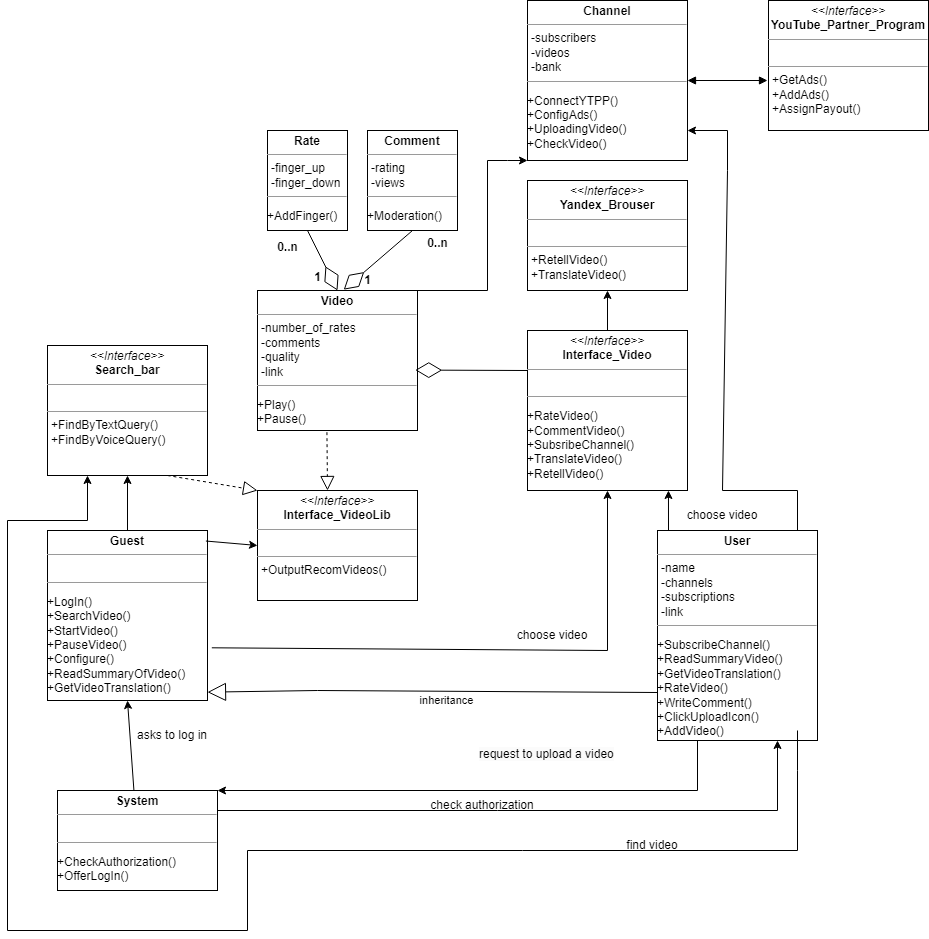 Channel
-subscribers
-videos
-bank
+ConnectYTPP()
+ConfigAds()
+UploadingVideo()
+CheckVideo()
<<Interface>>
YouTube_Partner_Program
+GetAds()
+AddAds()
+AssignPayout()
Rate
-finger_up
-finger_down
+AddFinger()
0..n
1
Comment
-rating
-views
+Moderation()
0..n
1
<<Interface>>
Yandex_Brouser
+RetellVideo()
+TranslateVideo()
Video
-number_of_rates
-comments
-quality
-link
+Play()
+Pause()
<<Interface>>
Interface_Video
+RateVideo()
+CommentVideo()
+SubsribeChannel()
+TranslateVideo()
+RetellVideo()
<<Interface>>
Search_bar
+FindByTextQuery()
+FindByVoiceQuery()
<<Interface>>
Interface_VideoLib
+OutputRecomVideos()
choose video
Guest
+LogIn()
+SearchVideo()
+StartVideo()
+PauseVideo()
+Configure()
+ReadSummaryOfVideo()
+GetVideoTranslation()
choose video
User
-name
-channels
-subscriptions
-link
+SubscribeChannel()
+ReadSummaryVideo()
+GetVideoTranslation()
+RateVideo()
+WriteComment()
+ClickUploadIcon()
+AddVideo()
inheritance
asks to log in
request to upload a video
System
+CheckAuthorization()
+OfferLogIn()
check authorization
find video